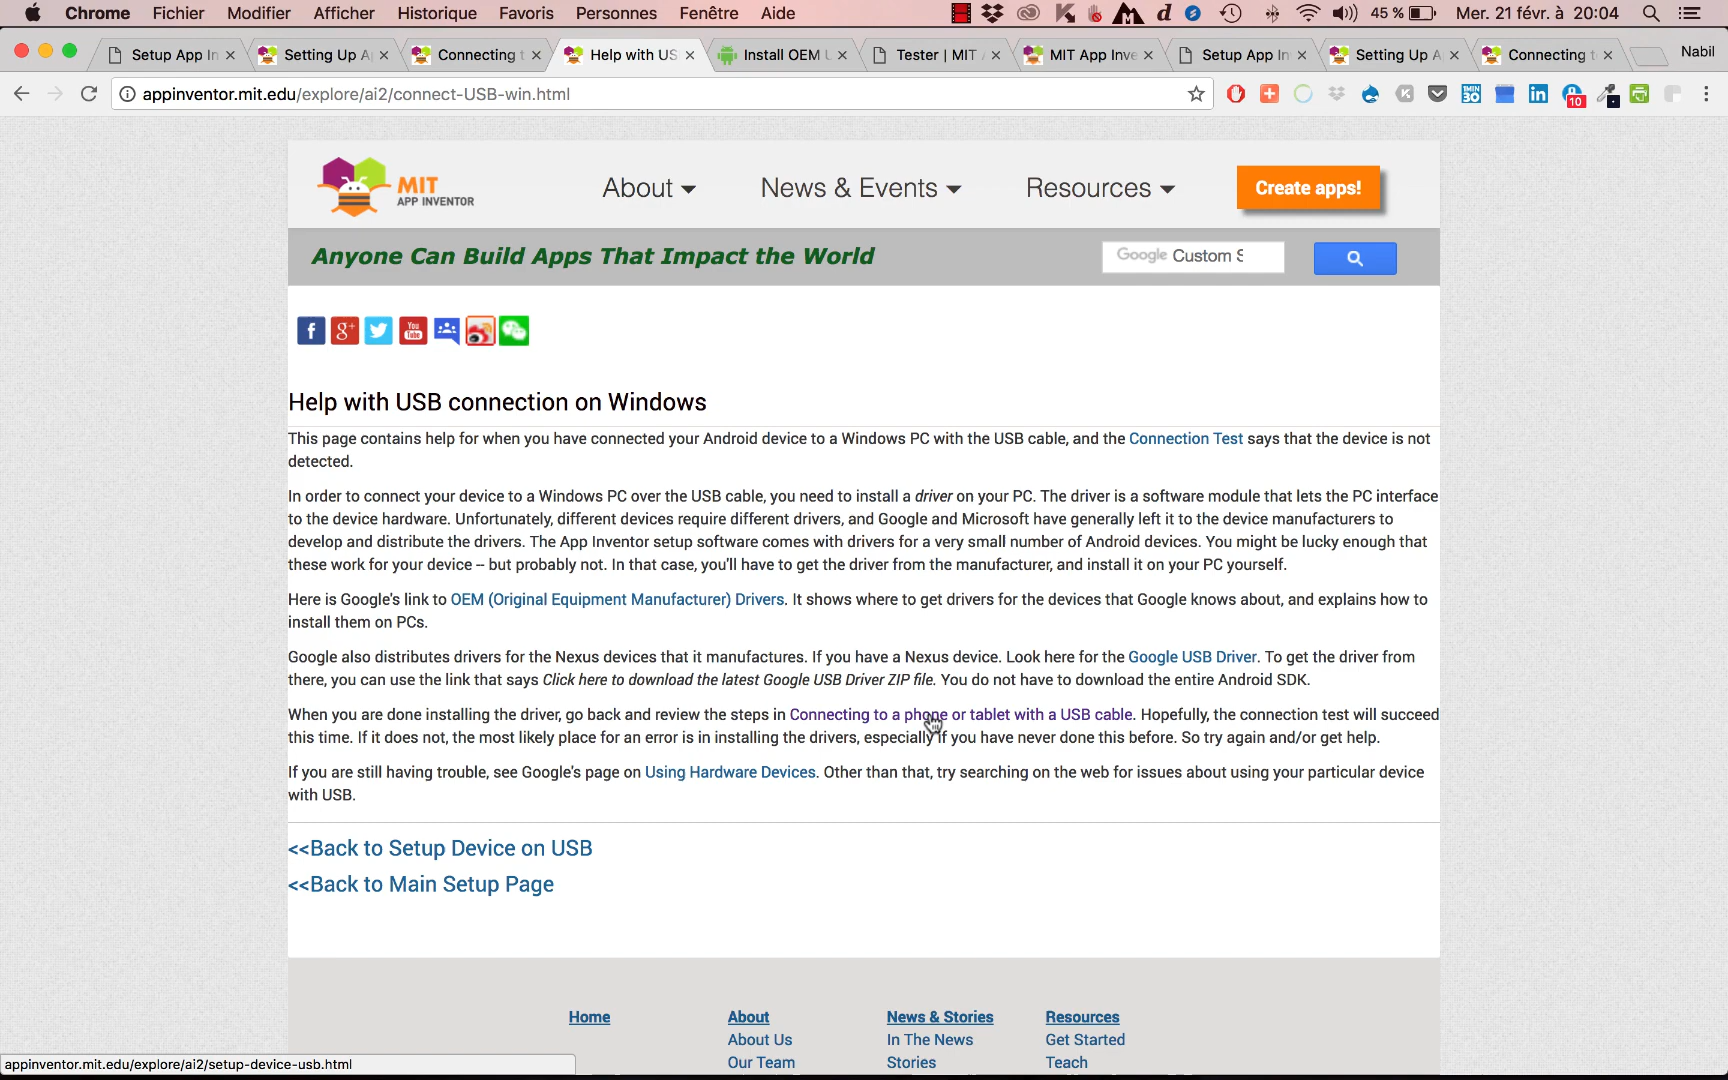 Chrome Fichier Modifier Afficher Historique Favoris Personnes Fenêtre Aide 45 % Mer. 21 févr. à 20:04
Setup App In Setting Up A Connecting t Help with US Install OEM U Tester | MIT A MIT App Inve Setup App In Setting Up A Connecting t Nabil
appinventor.mit.edu/explore/ai2/connect-USB-win.html
1MIN 30 10
MIT
APP INVENTOR
About News & Events Resources Create apps!
Anyone Can Build Apps That Impact the World Google Custom S
Help with USB connection on Windows
This page contains help for when you have connected your Android device to a Windows PC with the USB cable, and the Connection Test says that the device is not
detected.
In order to connect your device to a Windows PC over the USB cable, you need to install a driver on your PC. The driver is a software module that lets the PC interface
to the device hardware. Unfortunately, different devices require different drivers, and Google and Microsoft have generally left it to the device manufacturers to
develop and distribute the drivers. The App Inventor setup software comes with drivers for a very small number of Android devices. You might be lucky enough that
these work for your device -- but probably not. In that case, you'll have to get the driver from the manufacturer, and install it on your PC yourself.
Here is Google's link to OEM (Original Equipment Manufacturer) Drivers. It shows where to get drivers for the devices that Google knows about, and explains how to
install them on PCs.
Google also distributes drivers for the Nexus devices that it manufactures. If you have a Nexus device. Look here for the Google USB Driver. To get the driver from
there, you can use the link that says Click here to download the latest Google USB Driver ZIP file. You do not have to download the entire Android SDK.
When you are done installing the driver, go back and review the steps in Connecting to a phone or tablet with a USB cable. Hopefully, the connection test will succeed
this time. If it does not, the most likely place for an error is in installing the drivers, especially if you have never done this before. So try again and/or get help.
If you are still having trouble, see Google's page on Using Hardware Devices. Other than that, try searching on the web for issues about using your particular device
with USB.
<<Back to Setup Device on USB
<<Back to Main Setup Page
Home About News & Stories Resources
About Us In The News Get Started
Our Team Stories Teach
appinventor.mit.edu/explore/ai2/setup-device-usb.html